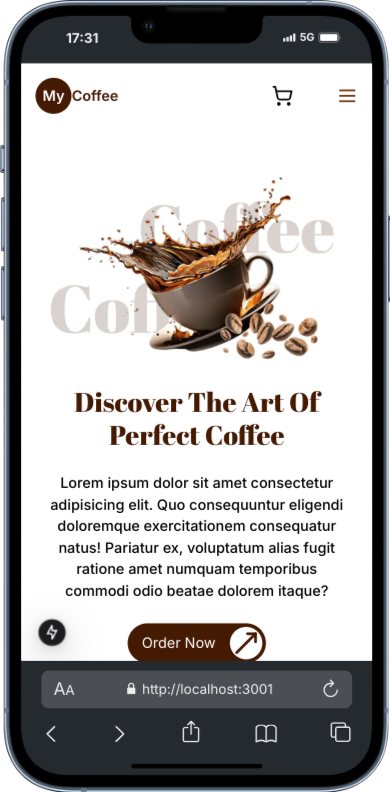 17:31
5G
My Coffee
Coffee
Cof
Discover The Art Of
Perfect Coffee
Lorem ipsum dolor sit amet consectetur
adipisicing elit. Quo consequuntur eligendi
doloremque exercitationem consequatur
natus! Pariatur ex, voluptatum alias fugit
ratione amet numquam temporibus
commodi odio beatae dolorem itaque?
Order Now
AA
http://localhost:3001